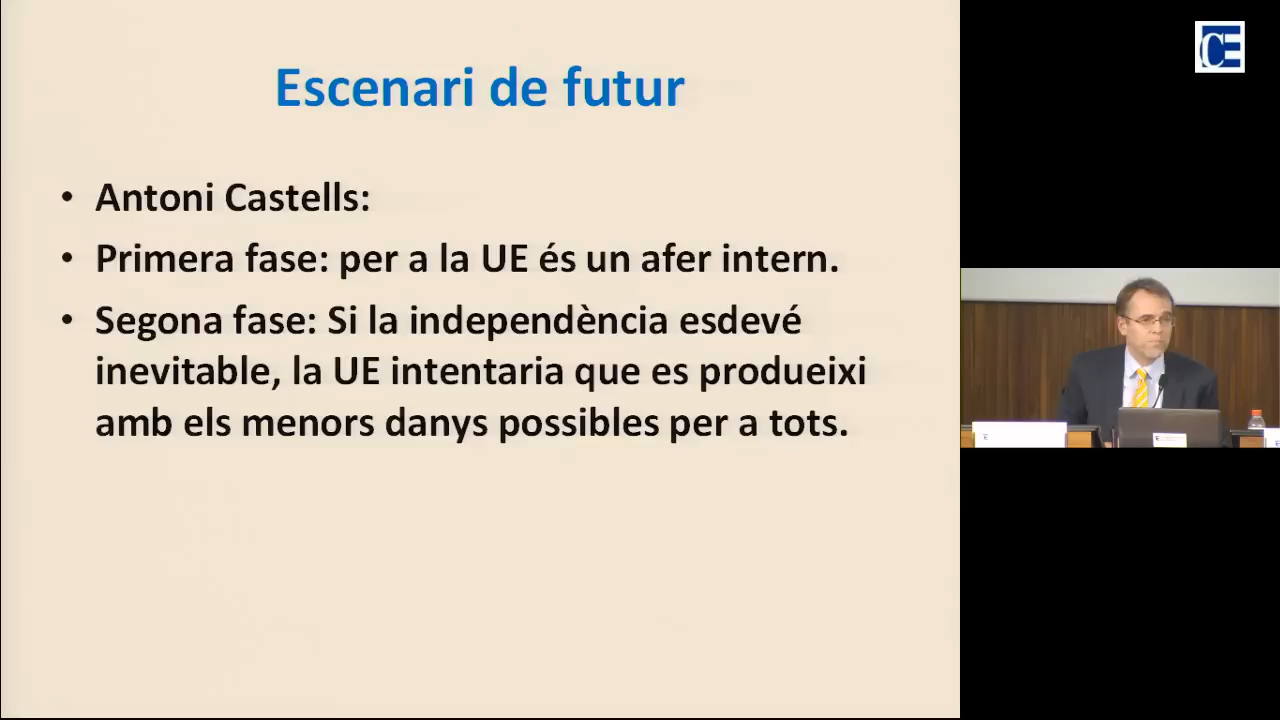 Escenari de futur
• Antoni Castells:
• Primera fase: per a la UE és un afer intern.
• Segona fase: Si la independència esdevé
inevitable, la UE intentaria que es produeixi
amb els menors danys possibles per a tots.
CE